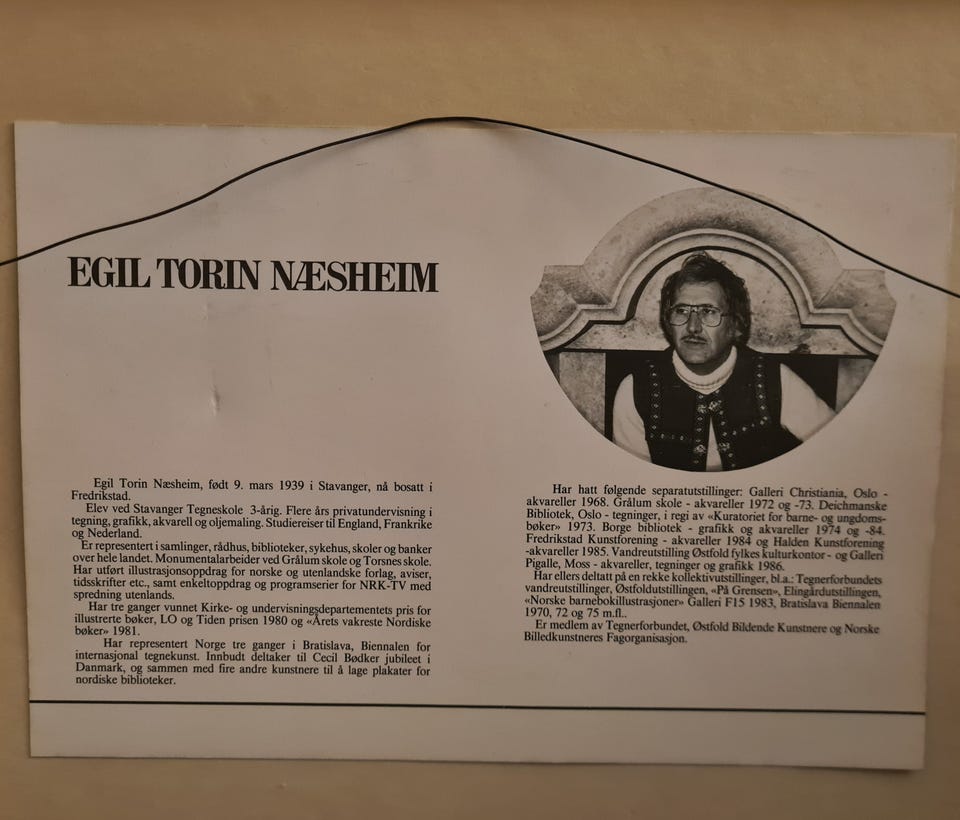 EGIL TORIN NÆSHEIM
Egil Torin Næsheim, født 9. mars 1939 i Stavanger, nå bosatt i
Fredrikstad.
Elev ved Stavanger Tegneskole 3-årig. Flere års privatundervisning i
tegning, grafikk, akvarell og oljemaling. Studiereiser til England, Frankrike
og Nederland.
Er representert i samlinger, rådhus, biblioteker, sykehus, skoler og banker
over hele landet. Monumentalarbeider ved Grålum skole og Torsnes skole.
Har utført illustrasjonsoppdrag for norske og utenlandske forlag, aviser,
tidsskrifter etc., samt enkeltoppdrag og programserier for NRK-TV med
spredning utenlands.
Har tre ganger vunnet Kirke- og undervisningsdepartementets pris for
illustrerte bøker, LO og Tiden prisen 1980 og «Årets vakreste Nordiske
bøker» 1981.
Har representert Norge tre ganger i Bratislava, Biennalen for
internasjonal tegnekunst. Innbudt deltaker til Cecil Bødker jubileet i
Danmark, og sammen med fire andre kunstnere til å lage plakater for
nordiske biblioteker.
Har hatt følgende separatutstillinger: Galleri Christiania, Oslo -
akvareller 1968. Grålum skole - akvareller 1972 og -73. Deichmanske
Bibliotek, Oslo - tegninger, i regi av «Kuratoriet for barne- og ungdoms-
bøker» 1973. Borge bibliotek - grafikk og akvareller 1974 og -84.
Fredrikstad Kunstforening - akvareller 1984 og Halden Kunstforening
-akvareller 1985. Vandreutstilling Østfold fylkes kulturkontor - og Galleri
Pigalle, Moss - akvareller, tegninger og grafikk 1986.
Har ellers deltatt på en rekke kollektivutstillinger, bl.a.: Tegnerforbundets
vandreutstillinger, Østfoldutstillingen, «På Grensen», Elingårdutstillingen,
«Norske barnebokillustrasjoner» Galleri F15 1983, Bratislava Biennalen
1970, 72 og 75 m.fl..
Er medlem av Tegnerforbundet, Østfold Bildende Kunstnere og Norske
Billedkunstneres Fagorganisasjon.